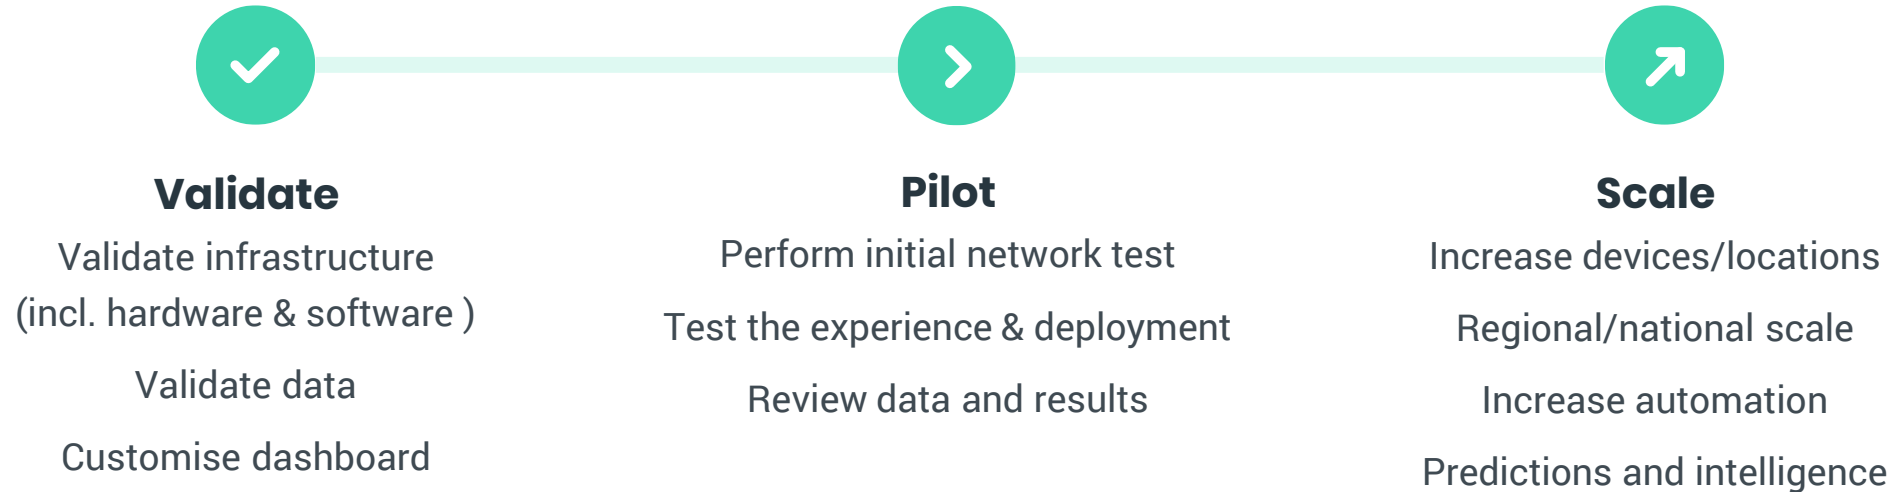 Validate
Validate infrastructure
(incl. hardware & software )
Validate data
Customise dashboard
Pilot
Perform initial network test
Test the experience & deployment
Review data and results
Scale
Increase devices/locations
Regional/national scale
Increase automation
Predictions and intelligence